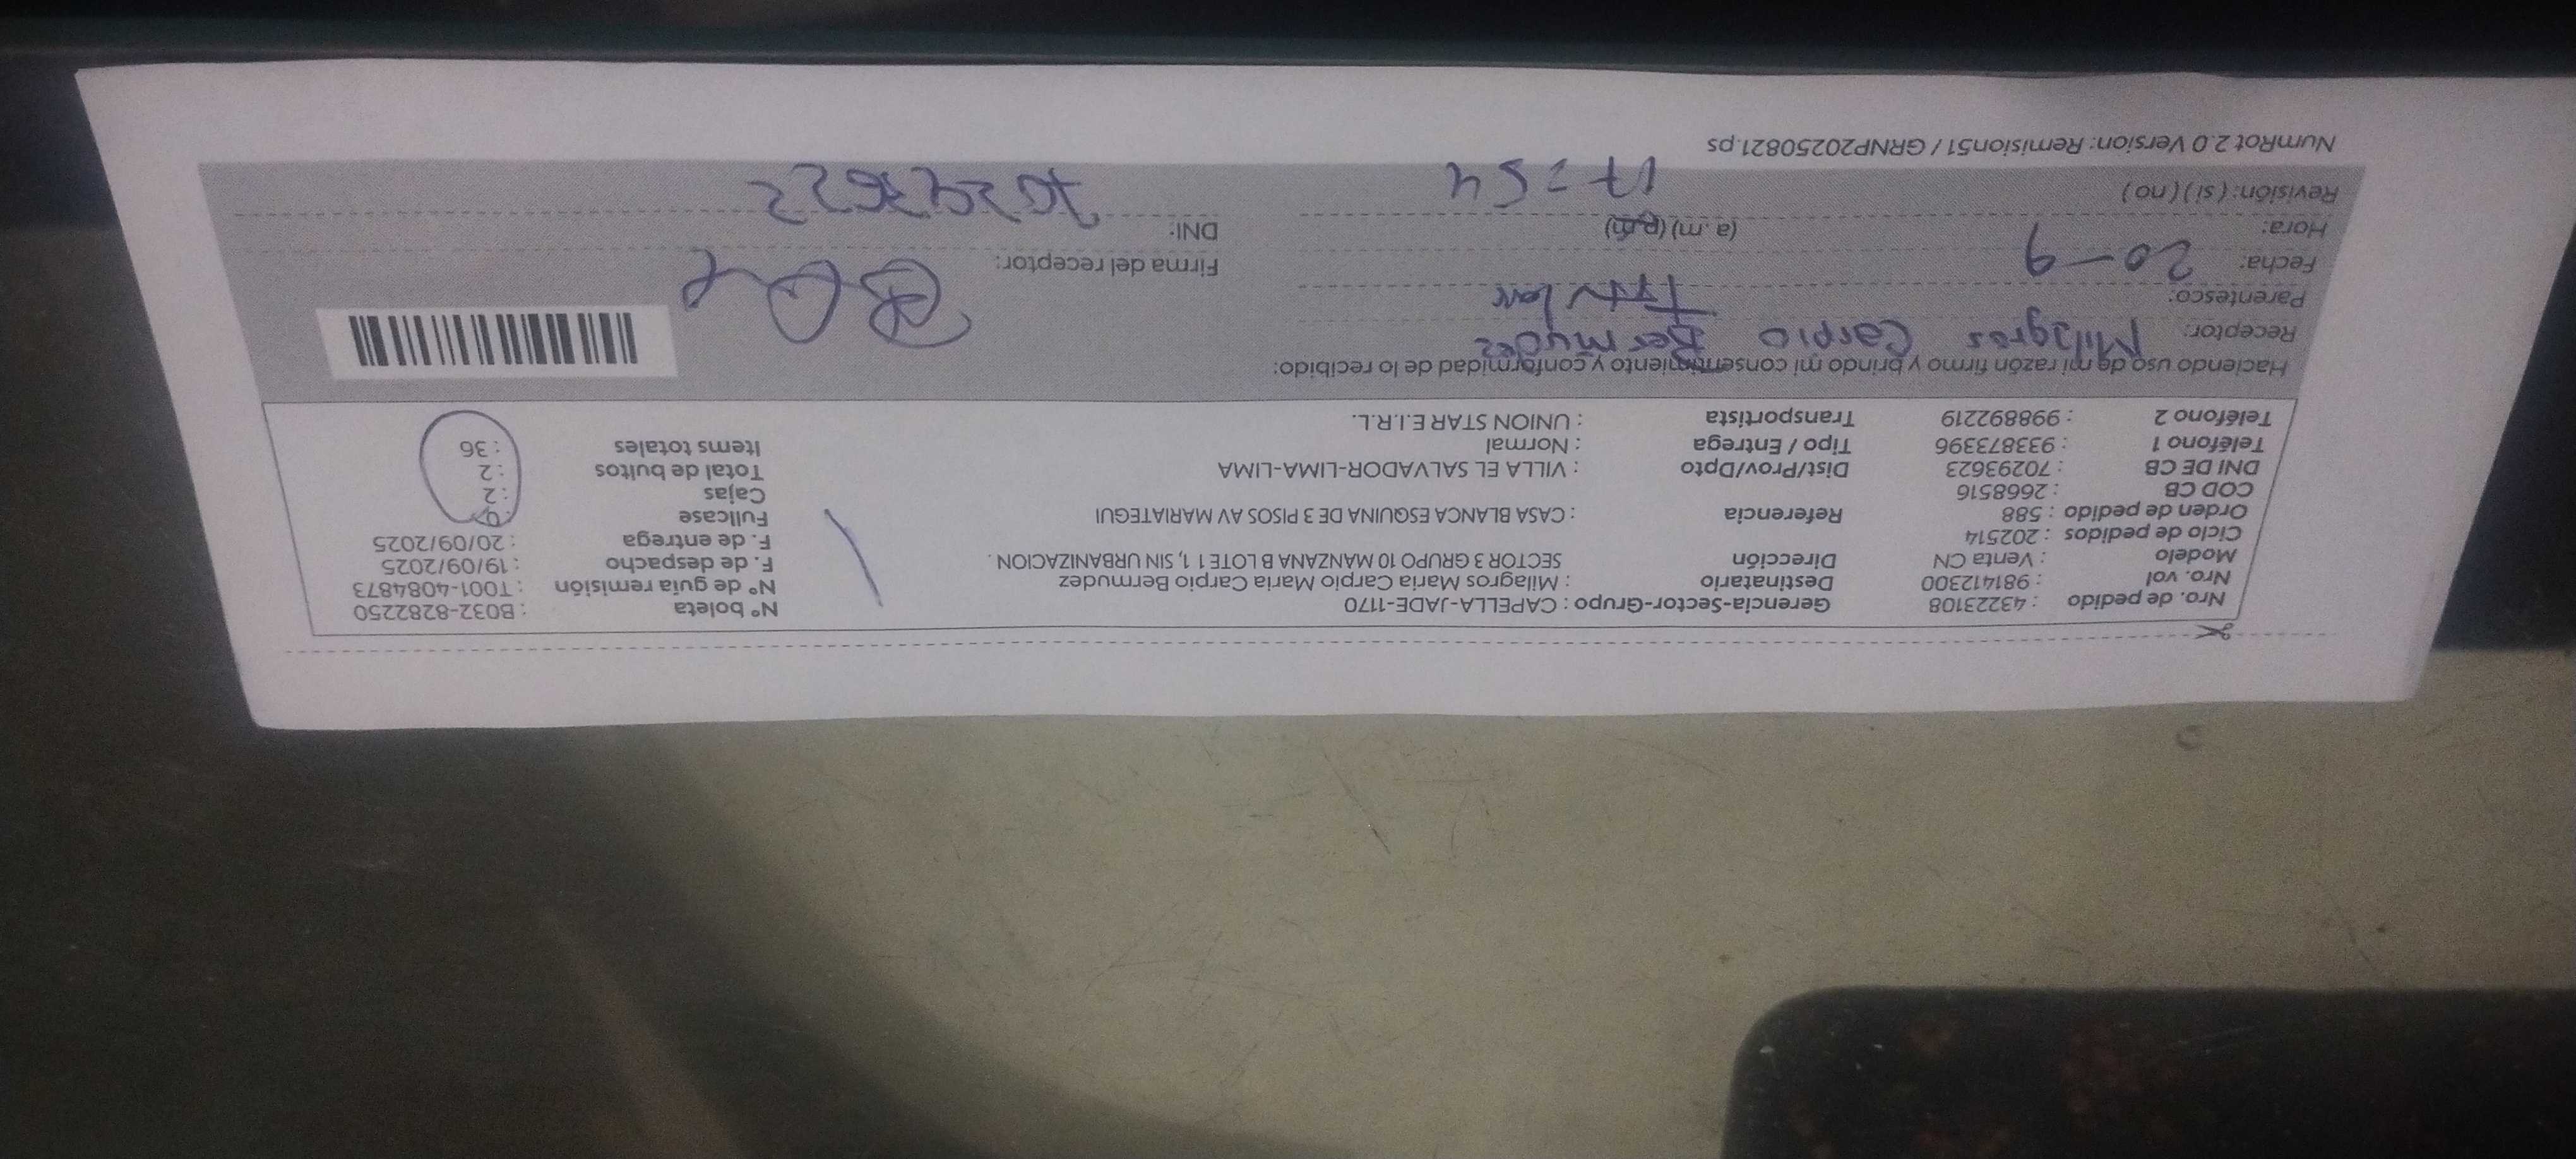 Nro. de pedido : 43223108 Gerencia-Sector-Grupo : CAPELLA-JADE-1170 N° boleta : B032-8282250
Nro. vol : 981412300 Destinatario : Milagros Maria Carpio Maria Carpio Bermudez N° de guía remisión : T001-4084873
Modelo : Venta CN Dirección SECTOR 3 GRUPO 10 MANZANA B LOTE 1 1, SIN URBANIZACION . F. de despacho : 19/09/2025
Ciclo de pedidos : 202514 F. de entrega : 20/09/2025
Orden de pedido : 588 Referencia : CASA BLANCA ESQUINA DE 3 PISOS AV MARIATEGUI Fullcase : 0
COD CB : 2668516 Cajas : 2
DNI DE CB : 70293623 Dist/Prov/Dpto : VILLA EL SALVADOR-LIMA-LIMA Total de bultos : 2
Teléfono 1 : 933873396 Tipo / Entrega : Normal Items totales : 36
Teléfono 2 : 998892219 Transportista : UNION STAR E.I.R.L.
Haciendo uso de mi razón firmo y brindo mi consentimiento y conformidad de lo recibido:
Receptor: Milagros Carpio Bermudez
Parentesco: Titular
Fecha: 20-9 Firma del receptor:
Hora: (a. m) (p.m) DNI:
Revisión: ( si ) ( no ) 17:54
NumRot 2.0 Version: Remision51 / GRNP20250821.ps